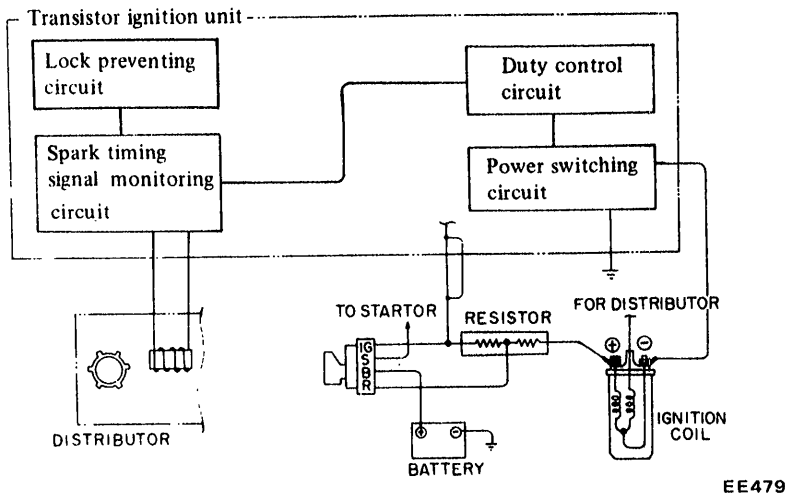 Transistor ignition unit
Lock preventing
circuit
Duty control
circuit
Spark timing
signal monitoring
circuit
Power switching
circuit
TO STARTOR
RESISTOR
FOR DISTRIBUTOR
IG
S
B
R
⊕
⊖
⊕
⊖
DISTRIBUTOR
BATTERY
IGNITION
COIL
EE479